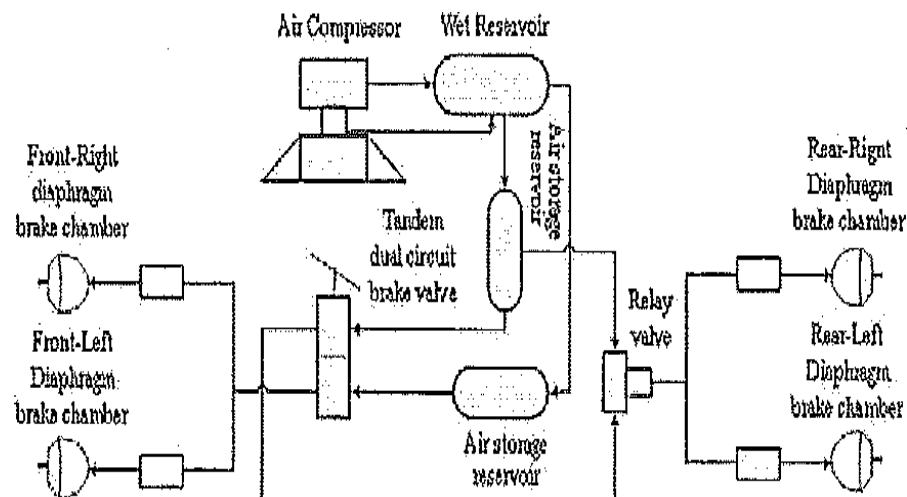 Air Compressor
Wet Reservoir
Air storage
reservoir
Front-Right
diaphragm
brake chamber
Rear-Right
Diaphragm
brake chamber
Tandem
dual circuit
brake valve
Relay
valve
Front-Left
Diaphragm
brake chamber
Rear-Left
Diaphragm
brake chamber
Air storage
reservoir